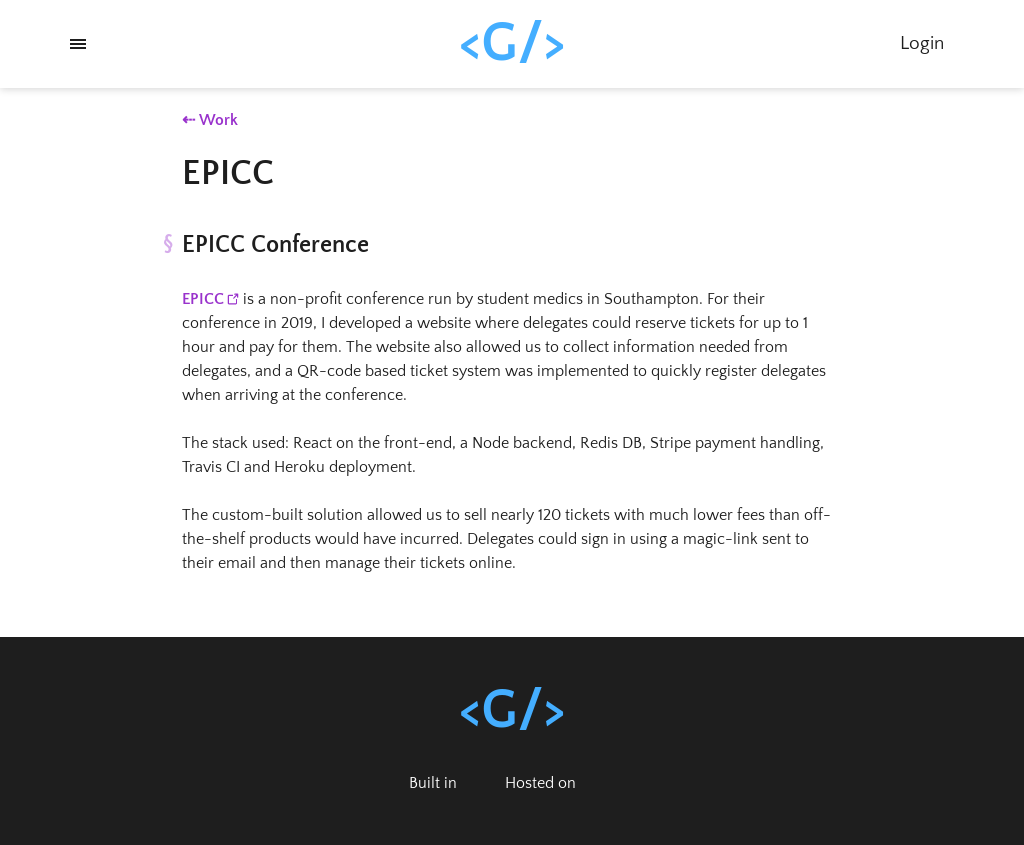 <G/>
Login
⇠ Work
EPICC
§ EPICC Conference
EPICC is a non-profit conference run by student medics in Southampton. For their
conference in 2019, I developed a website where delegates could reserve tickets for up to 1
hour and pay for them. The website also allowed us to collect information needed from
delegates, and a QR-code based ticket system was implemented to quickly register delegates
when arriving at the conference.
The stack used: React on the front-end, a Node backend, Redis DB, Stripe payment handling,
Travis CI and Heroku deployment.
The custom-built solution allowed us to sell nearly 120 tickets with much lower fees than off-
the-shelf products would have incurred. Delegates could sign in using a magic-link sent to
their email and then manage their tickets online.
<G/>
Built in
Hosted on